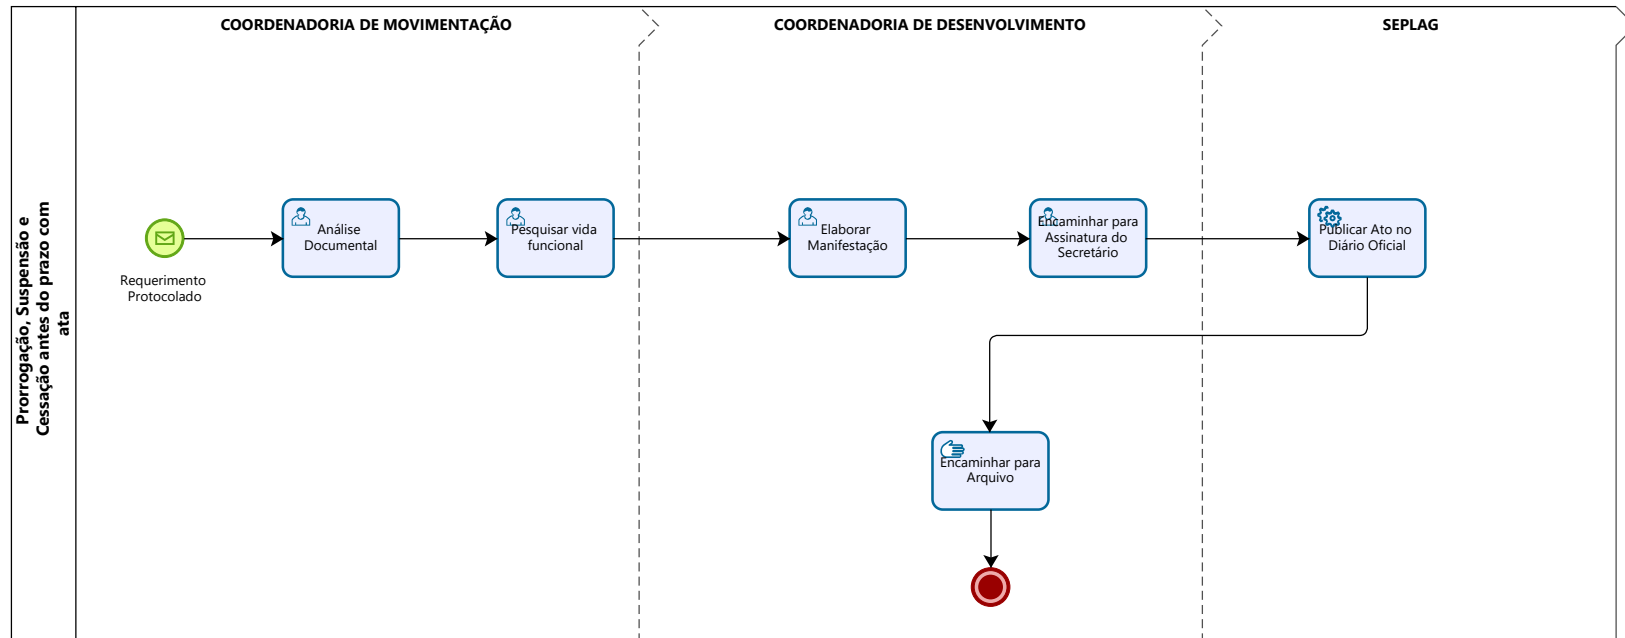 COORDENADORIA DE MOVIMENTAÇÃO
COORDENADORIA DE DESENVOLVIMENTO
SEPLAG
Prorrogação, Suspensão e
Cessação antes do prazo com
ata
Requerimento
Protocolado
Análise
Documental
Pesquisar vida
funcional
Elaborar
Manifestação
Encaminhar para
Assinatura do
Secretário
Publicar Ato no
Diário Oficial
Encaminhar para
Arquivo